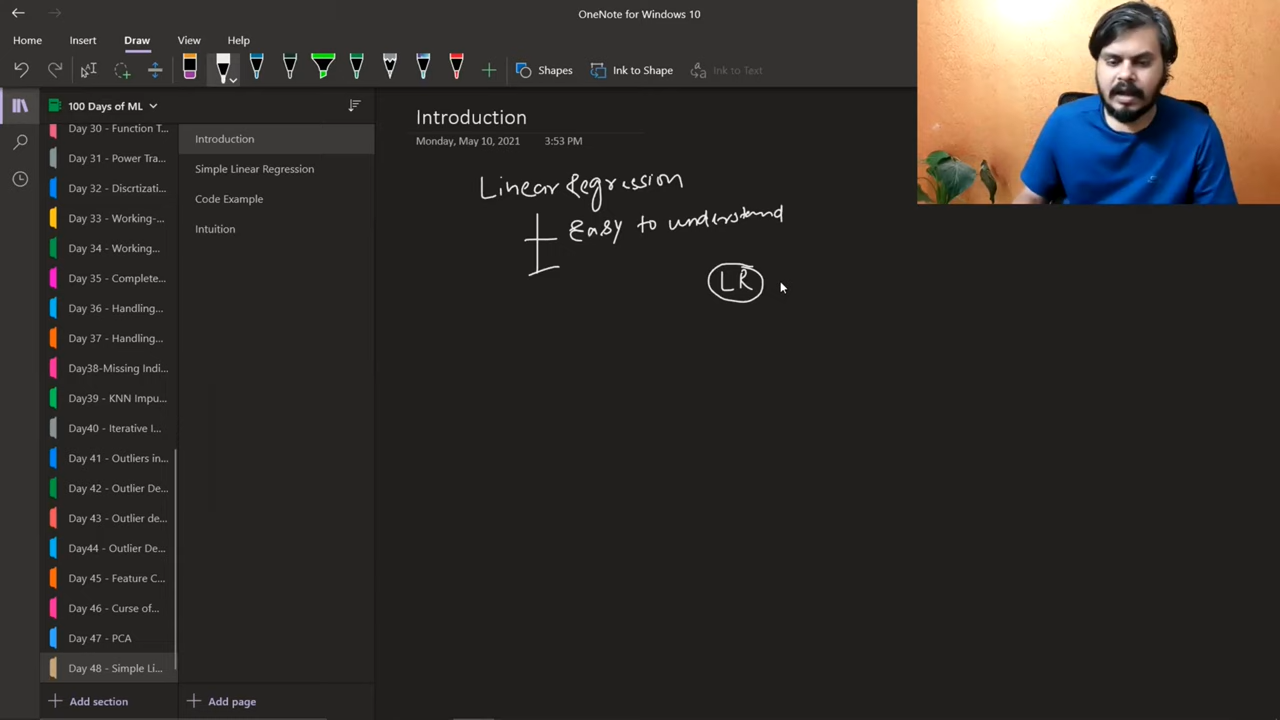 OneNote for Windows 10
Home Insert Draw View Help
Shapes Ink to Shape Ink to Text
100 Days of ML
Day 30 - Function T...
Day 31 - Power Tra...
Day 32 - Discrtizati...
Day 33 - Working-...
Day 34 - Working...
Day 35 - Complete...
Day 36 - Handling...
Day 37 - Handling...
Day38-Missing Indi...
Day39 - KNN Impu...
Day40 - Iterative I...
Day 41 - Outliers in...
Day 42 - Outlier De...
Day 43 - Outlier de...
Day44 - Outlier De...
Day 45 - Feature C...
Day 46 - Curse of...
Day 47 - PCA
Day 48 - Simple Li...
Add section
Introduction
Simple Linear Regression
Code Example
Intuition
Add page
Introduction
Monday, May 10, 2021 3:53 PM
Linear Regression
Easy to understand
LR